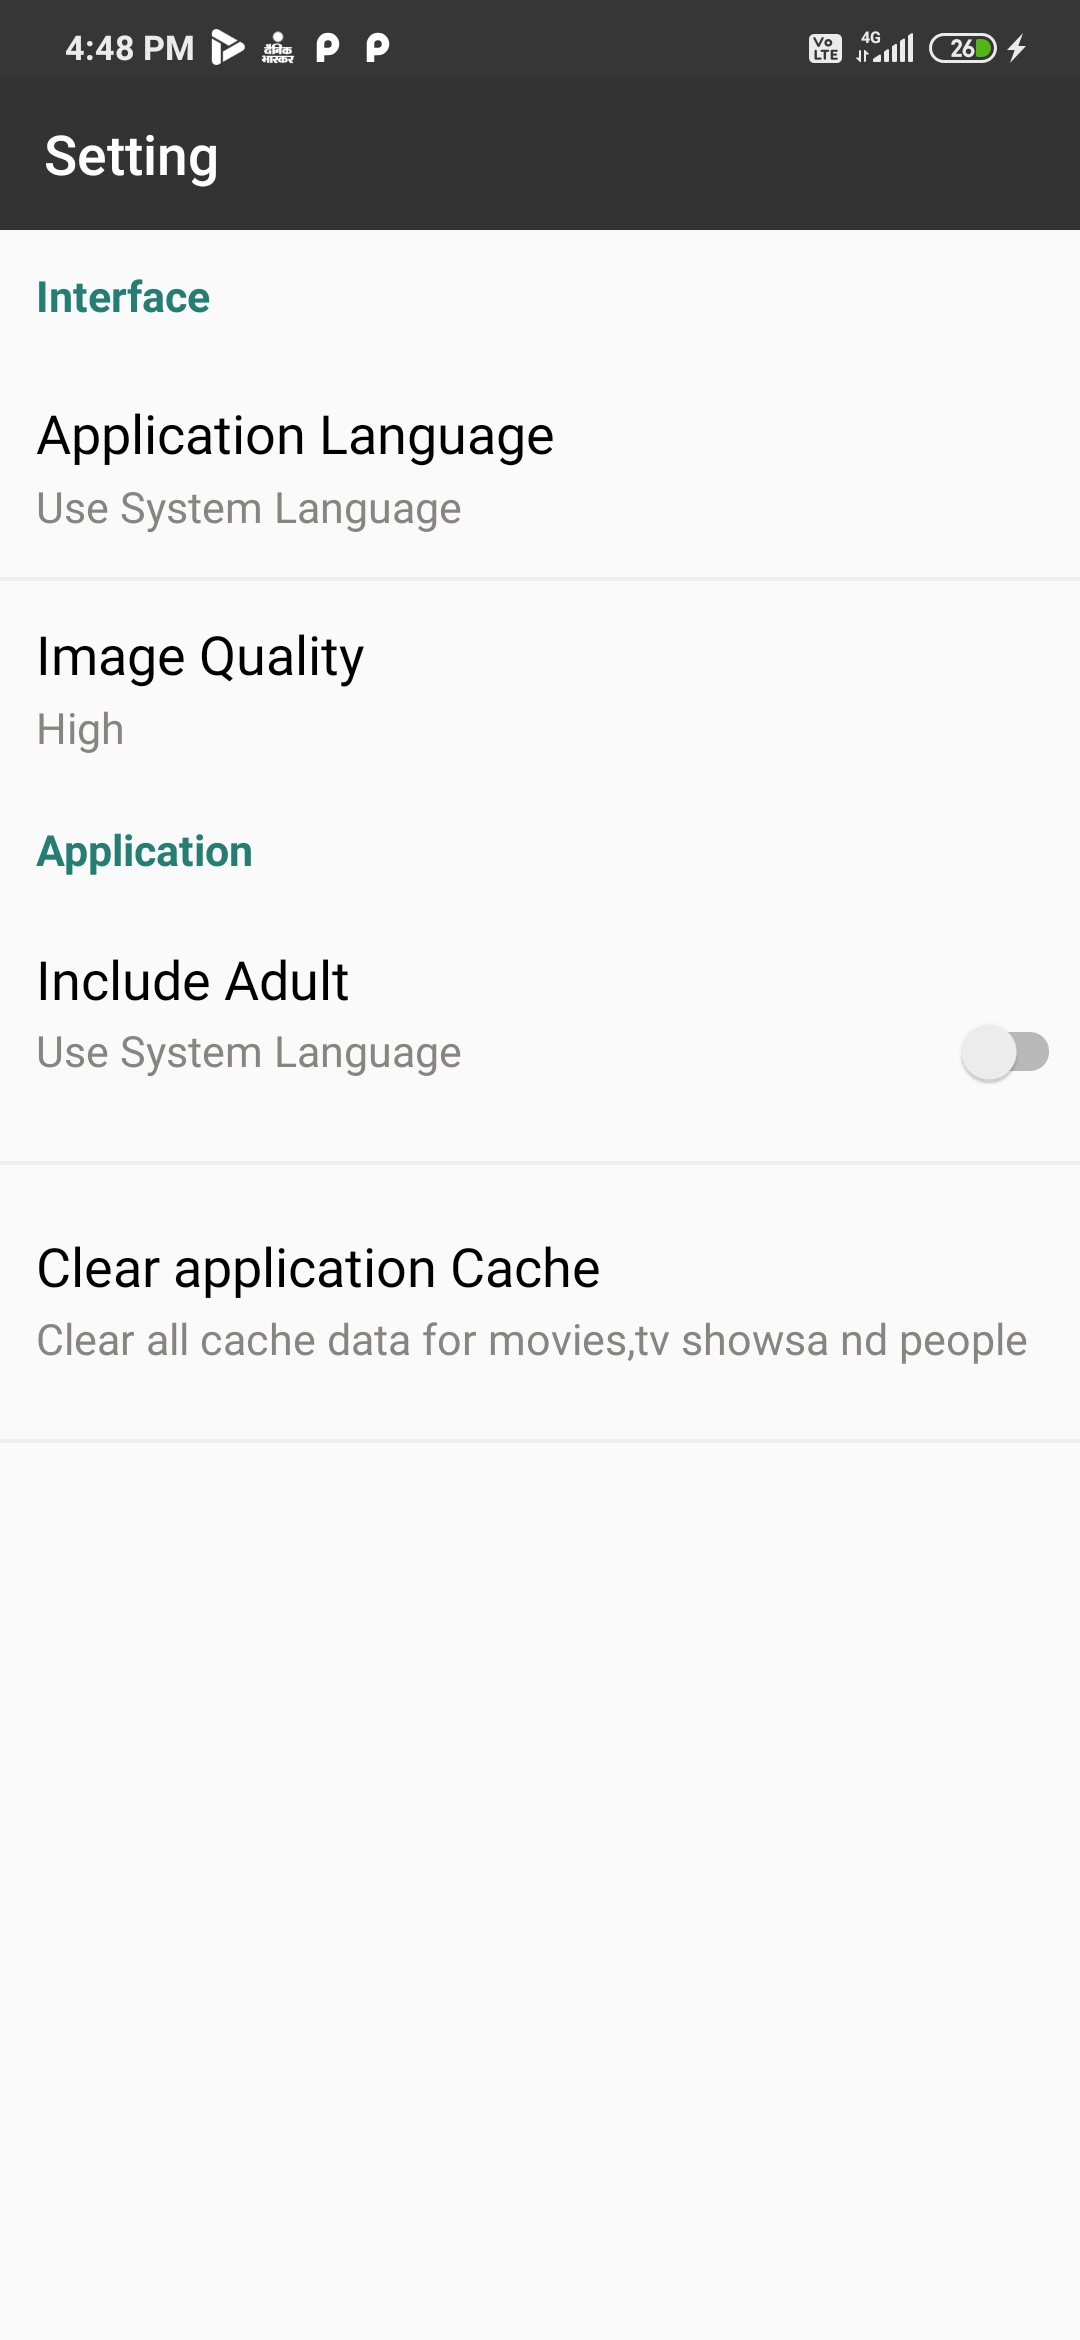 4:48 PM दैनिक भास्कर Vo LTE 4G 26
Setting
Interface
Application Language
Use System Language
Image Quality
High
Application
Include Adult
Use System Language
Clear application Cache
Clear all cache data for movies,tv showsa nd people